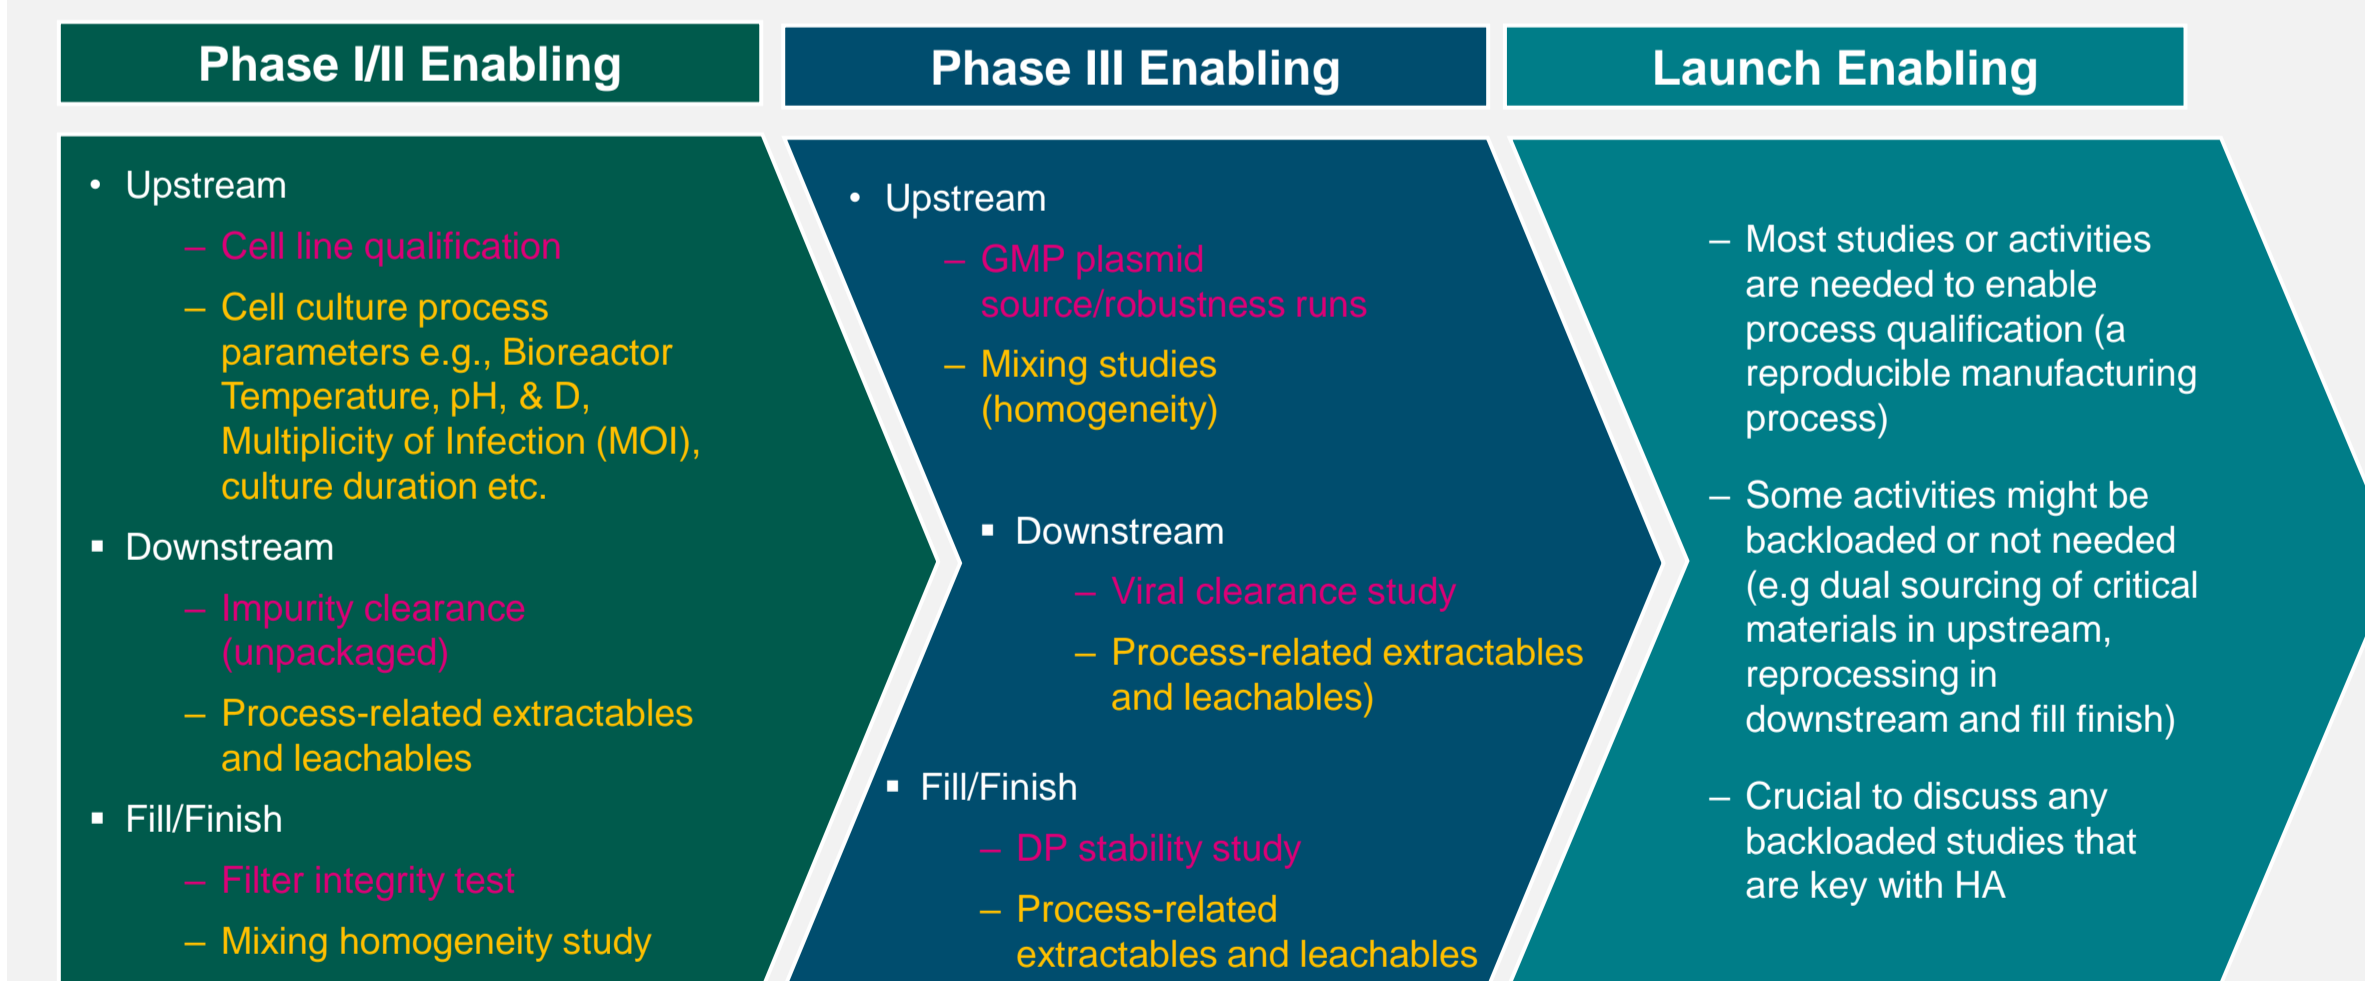 Phase I/II Enabling
• Upstream
– Cell line qualification
– Cell culture process
parameters e.g., Bioreactor
Temperature, pH, & D,
Multiplicity of Infection (MOI),
culture duration etc.
▪ Downstream
– Impurity clearance
(unpackaged)
– Process-related extractables
and leachables
▪ Fill/Finish
– Filter integrity test
– Mixing homogeneity study
Phase III Enabling
• Upstream
– GMP plasmid
source/robustness runs
– Mixing studies
(homogeneity)
▪ Downstream
– Viral clearance study
– Process-related extractables
and leachables)
▪ Fill/Finish
– DP stability study
– Process-related
extractables and leachables
Launch Enabling
– Most studies or activities
are needed to enable
process qualification (a
reproducible manufacturing
process)
– Some activities might be
backloaded or not needed
(e.g dual sourcing of critical
materials in upstream,
reprocessing in
downstream and fill finish)
– Crucial to discuss any
backloaded studies that
are key with HA